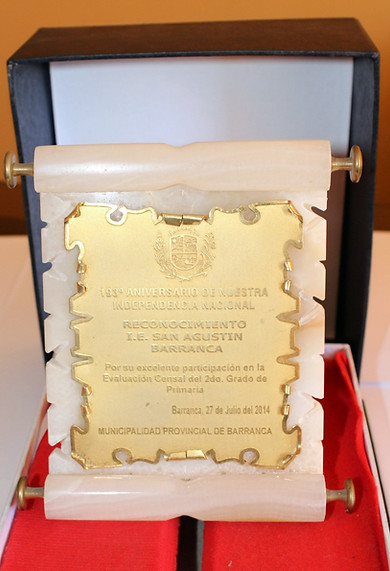 193º ANIVERSARIO DE NUESTRA
INDEPENDENCIA NACIONAL
RECONOCIMIENTO
I.E. SAN AGUSTIN
BARRANCA
Por su excelente participación en la
Evaluación Censal del 2do. Grado de
Primaria
Barranca, 27 de Julio del 2014
MUNICIPALIDAD PROVINCIAL DE BARRANCA